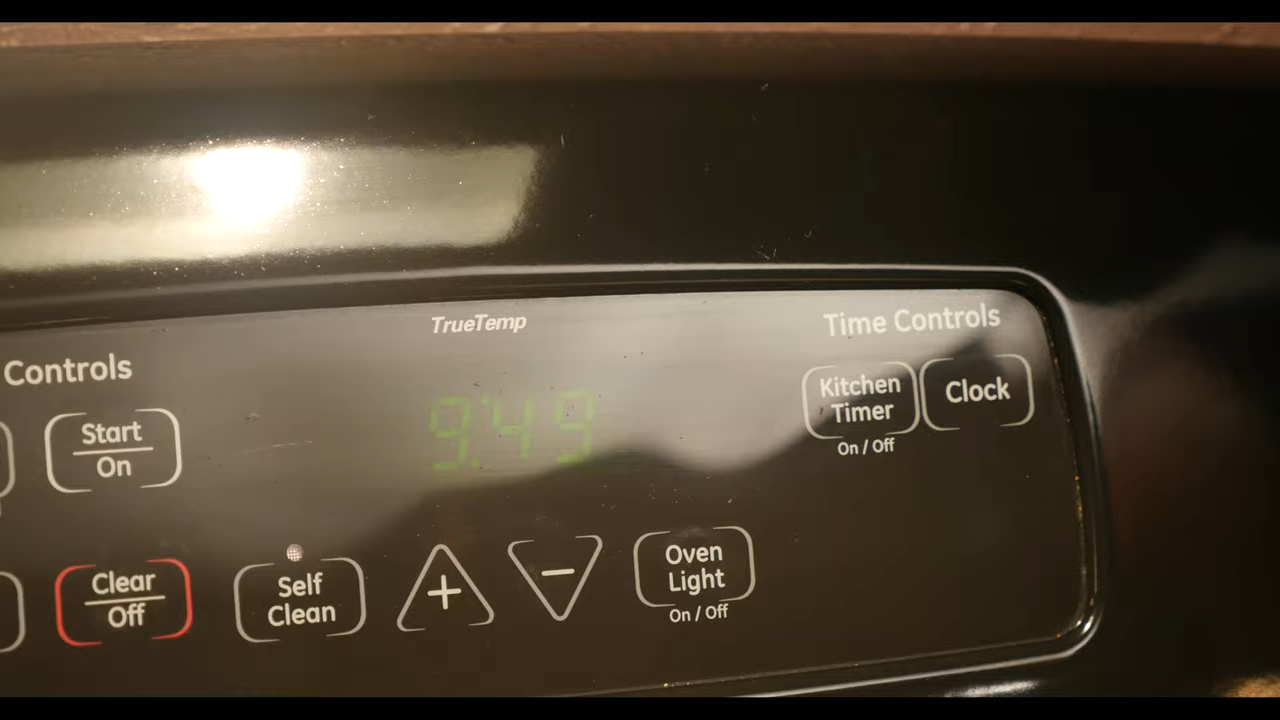 TrueTemp
Time Controls
Controls
Start
On
9:49
Kitchen
Timer
On / Off
Clock
Clear
Off
Self
Clean
+
−
Oven
Light
On / Off